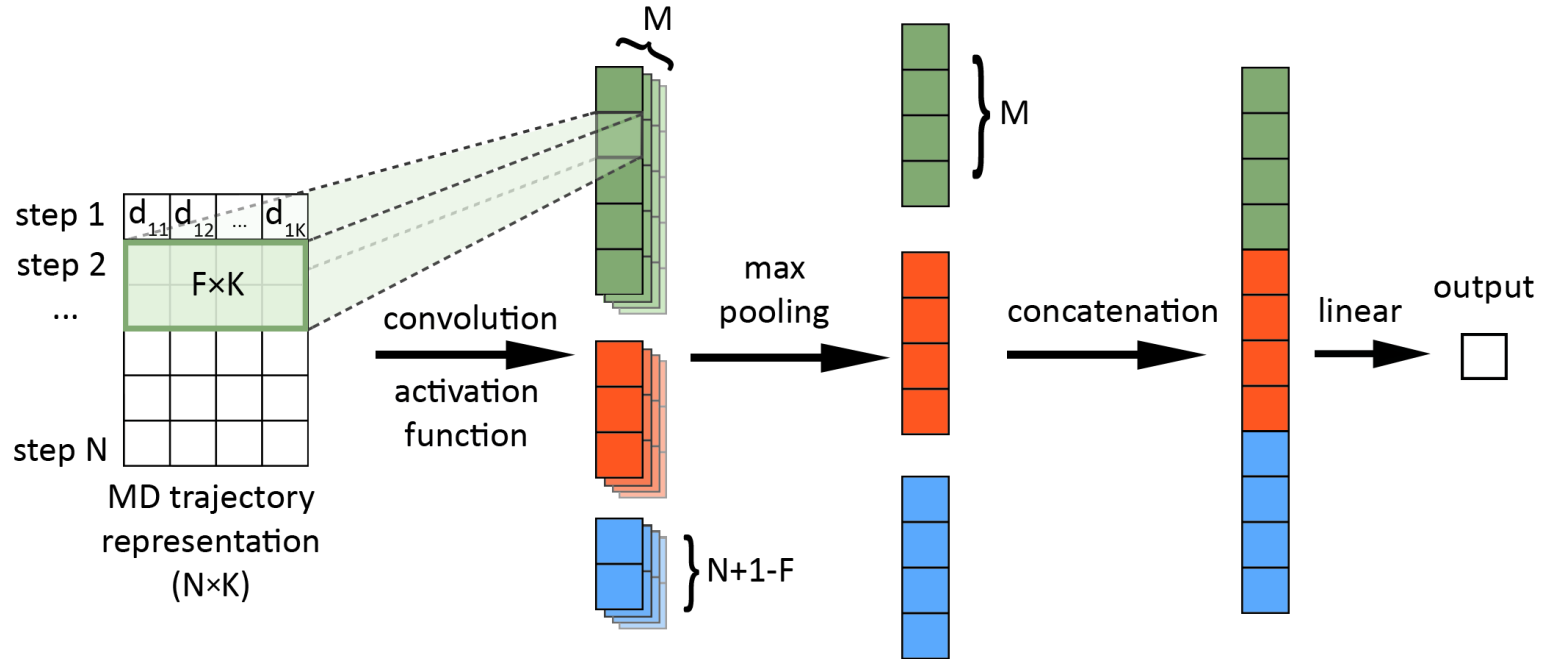 M
M
step 1
d11 d12 ... d1K
step 2
F×K
...
step N
MD trajectory
representation
(N×K)
convolution
activation
function
N+1-F
max
pooling
concatenation
linear
output